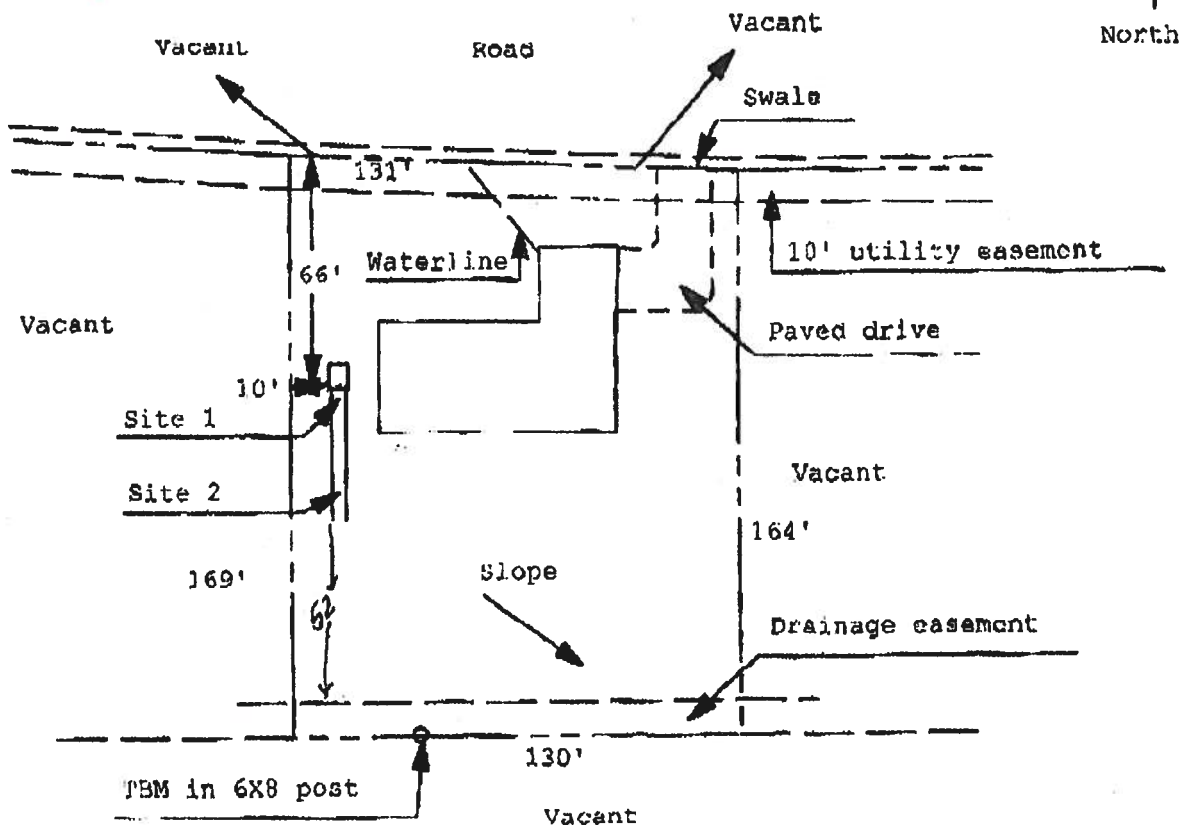 Vacant
Road
Vacant
North
Swale
131'
Waterline
66'
10' utility easement
Vacant
Paved drive
10'
Site 1
Site 2
Vacant
164'
169'
Slope
62
Drainage easement
130'
TBM in 6X8 post
Vacant